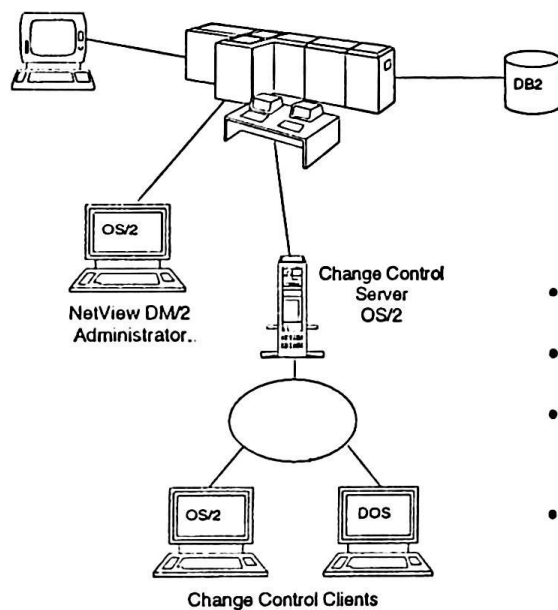 DB2
OS/2
NetView DM/2
Administrator..
Change Control
Server
OS/2
•
•
•
•
OS/2
DOS
Change Control Clients